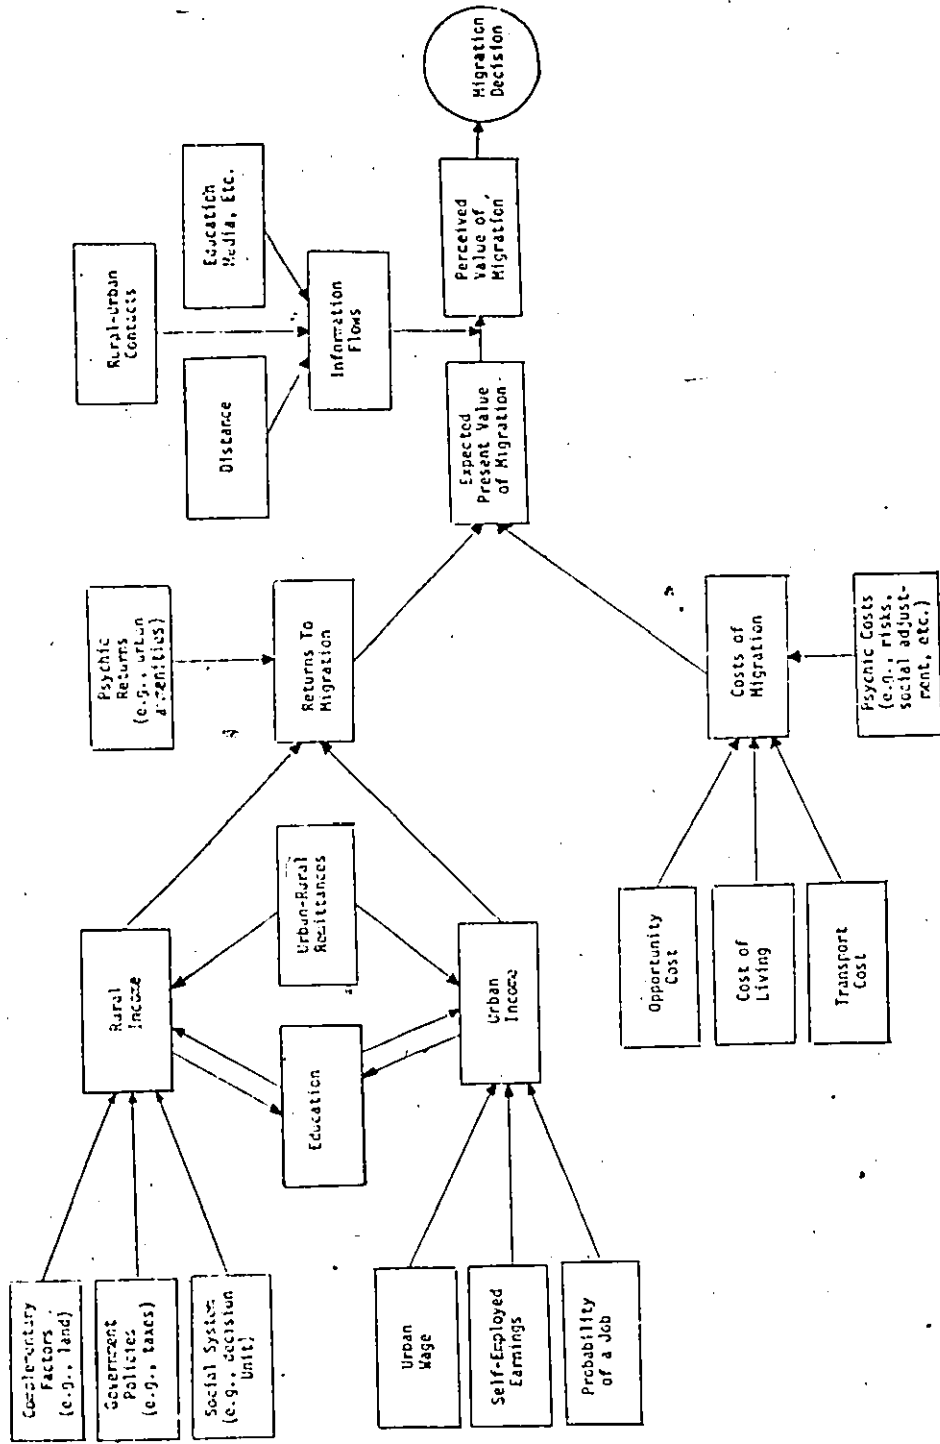 Complementary
Factors
(e.g., land)
Government
Policies
(e.g., taxes)
Social System
(e.g., decision
Unit)
Rural
Income
Education
Urban-Rural
Remittances
Urban
Wage
Self-Employed
Earnings
Probability
of a Job
Urban
Income
Psychic
Returns
(e.g., urban
amenities)
Returns To
Migration
Opportunity
Cost
Cost of
Living
Transport
Cost
Costs of
Migration
Psychic Costs
(e.g., risks,
social adjust-
ment, etc.)
Rural-Urban
Contacts
Distance
Education
Media, Etc.
Information
Flows
Expected
Present Value
of Migration
Perceived
Value of
Migration
Migration
Decision